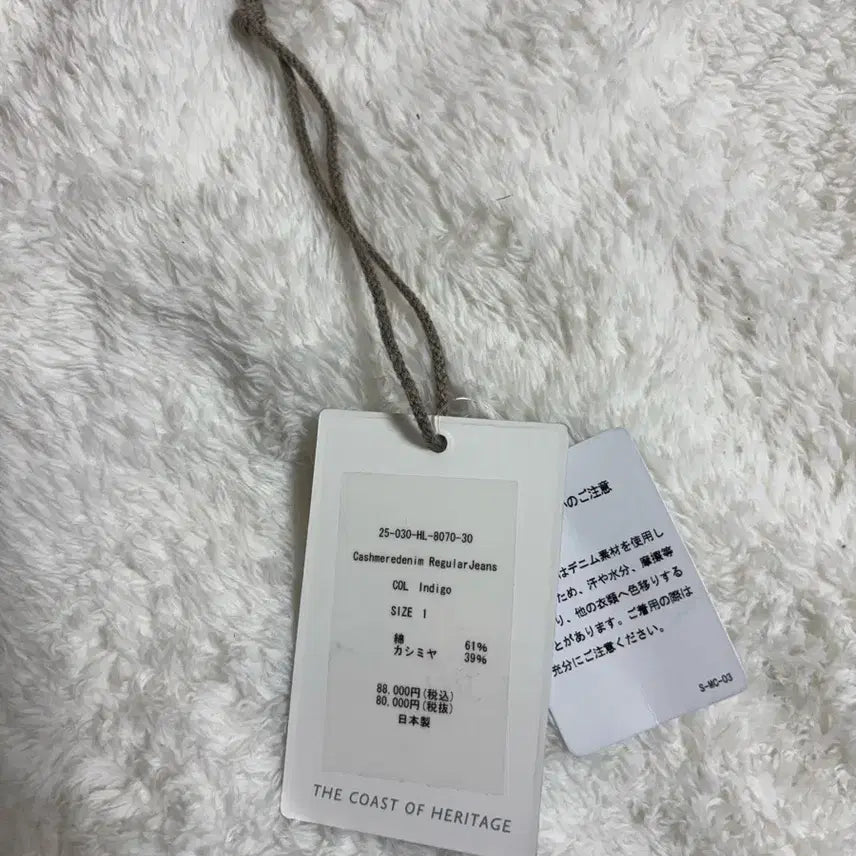 25-030-HL-8070-30
Cashmeredenim RegularJeans
COL Indigo
SIZE 1
綿 61%
カシミヤ 39%
88,000円(税込)
80,000円(税抜)
日本製
THE COAST OF HERITAGE
のご注意
はデニム素材を使用し
ため、汗や水分、摩擦等
り、他の衣類へ色移りする
とがあります。ご着用の際は
充分にご注意ください。
S-MC-03